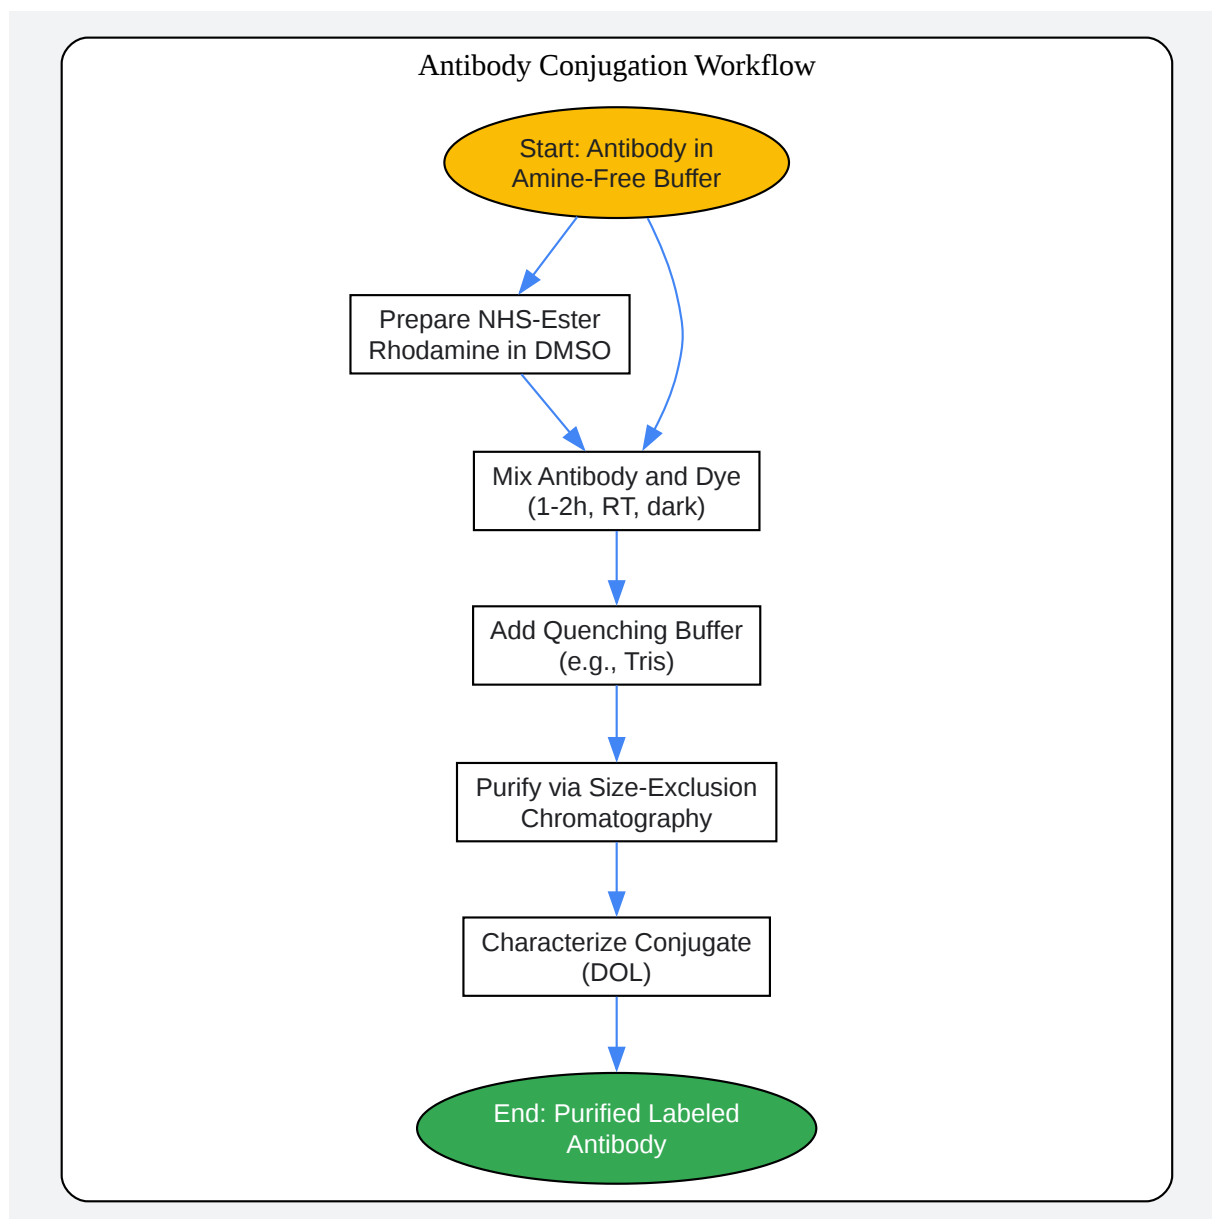 Antibody Conjugation Workflow
Start: Antibody in
Amine-Free Buffer
Prepare NHS-Ester
Rhodamine in DMSO
Mix Antibody and Dye
(1-2h, RT, dark)
Add Quenching Buffer
(e.g., Tris)
Purify via Size-Exclusion
Chromatography
Characterize Conjugate
(DOL)
End: Purified Labeled
Antibody